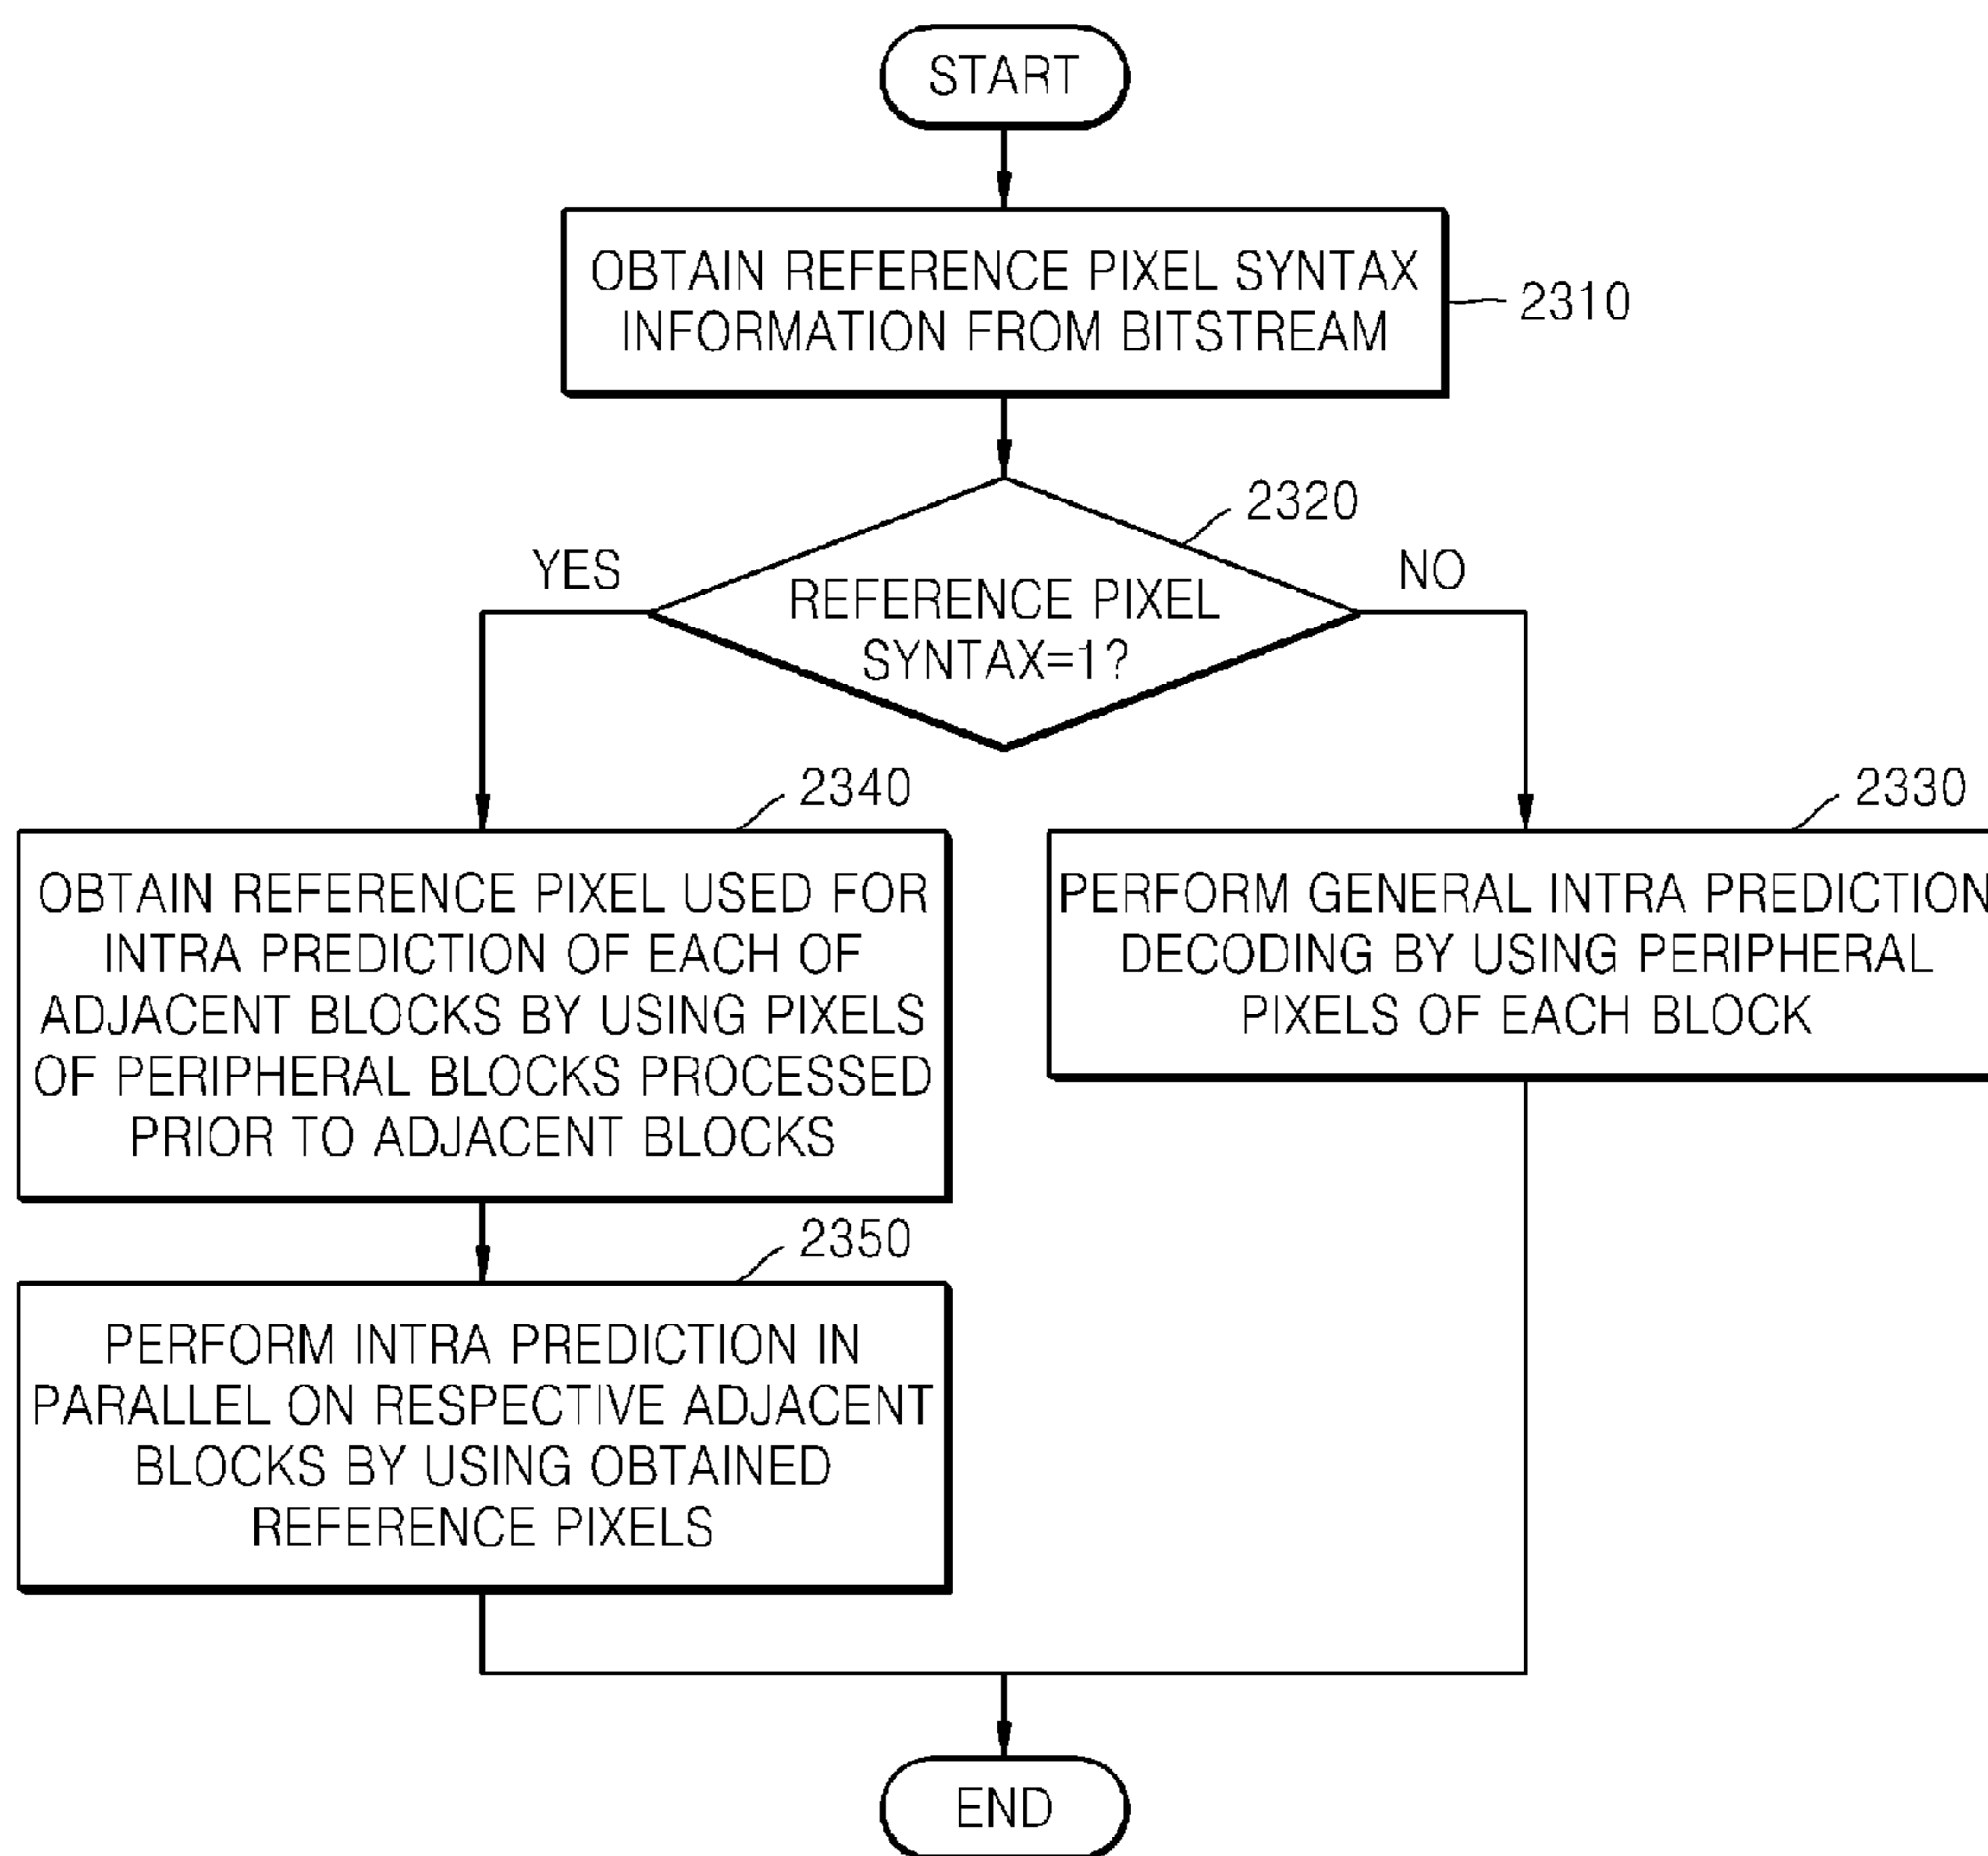 START
OBTAIN REFERENCE PIXEL SYNTAX
INFORMATION FROM BITSTREAM
2310
2320
YES
NO
REFERENCE PIXEL
SYNTAX=1?
2340
OBTAIN REFERENCE PIXEL USED FOR
INTRA PREDICTION OF EACH OF
ADJACENT BLOCKS BY USING PIXELS
OF PERIPHERAL BLOCKS PROCESSED
PRIOR TO ADJACENT BLOCKS
2330
PERFORM GENERAL INTRA PREDICTION
DECODING BY USING PERIPHERAL
PIXELS OF EACH BLOCK
2350
PERFORM INTRA PREDICTION IN
PARALLEL ON RESPECTIVE ADJACENT
BLOCKS BY USING OBTAINED
REFERENCE PIXELS
END